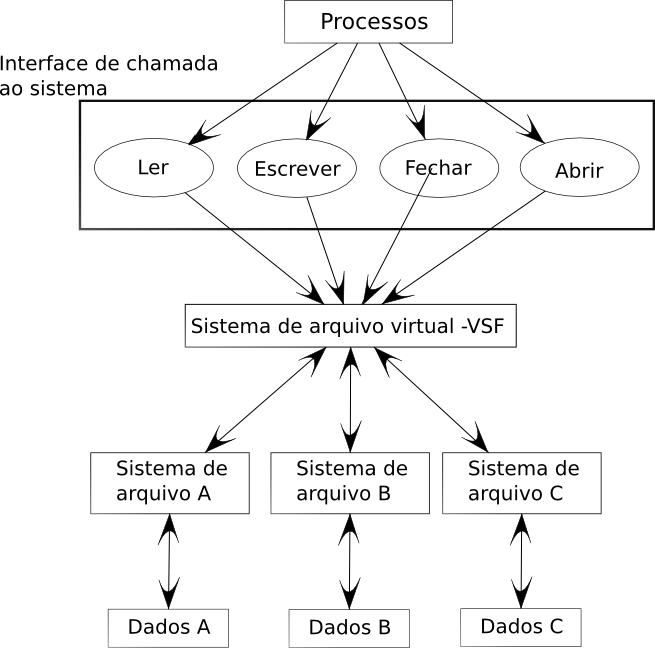 Processos
Interface de chamada
ao sistema
Ler
Escrever
Fechar
Abrir
Sistema de arquivo virtual -VSF
Sistema de
arquivo A
Sistema de
arquivo B
Sistema de
arquivo C
Dados A
Dados B
Dados C